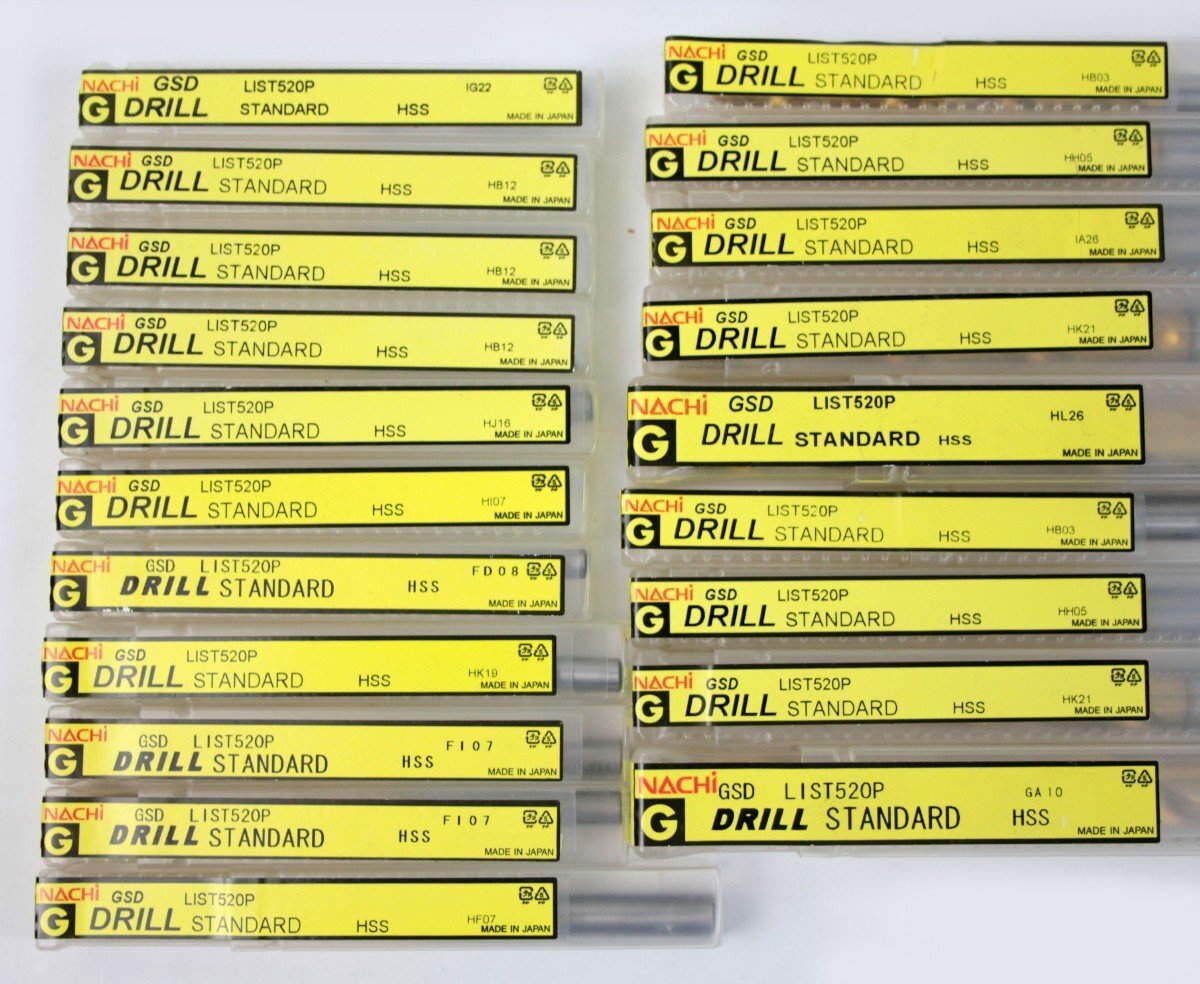 NACHI GSD LIST520P IG22
G DRILL STANDARD HSS MADE IN JAPAN
NACHI GSD LIST520P
G DRILL STANDARD HSS HB12 MADE IN JAPAN
NACHI GSD LIST520P
G DRILL STANDARD HSS HB12 MADE IN JAPAN
NACHI GSD LIST520P
G DRILL STANDARD HSS HB12 MADE IN JAPAN
NACHI GSD LIST520P
G DRILL STANDARD HSS HJ16 MADE IN JAPAN
NACHI GSD LIST520P
G DRILL STANDARD HSS HI07 MADE IN JAPAN
NACHI GSD LIST520P FD08
G DRILL STANDARD HSS MADE IN JAPAN
NACHI GSD LIST520P
G DRILL STANDARD HSS HK19 MADE IN JAPAN
NACHI GSD LIST520P FI07
G DRILL STANDARD HSS MADE IN JAPAN
NACHI GSD LIST520P FI07
G DRILL STANDARD HSS MADE IN JAPAN
NACHI GSD LIST520P
G DRILL STANDARD HSS HF07 MADE IN JAPAN
NACHI GSD LIST520P
G DRILL STANDARD HSS HB03 MADE IN JAPAN
NACHI GSD LIST520P
G DRILL STANDARD HSS HH05 MADE IN JAPAN
NACHI GSD LIST520P
G DRILL STANDARD HSS IA26 MADE IN JAPAN
NACHI GSD LIST520P
G DRILL STANDARD HSS HK21 MADE IN JAPAN
NACHI GSD LIST520P HL26
G DRILL STANDARD HSS MADE IN JAPAN
NACHI GSD LIST520P
G DRILL STANDARD HSS HB03 MADE IN JAPAN
NACHI GSD LIST520P
G DRILL STANDARD HSS HH05 MADE IN JAPAN
NACHI GSD LIST520P
G DRILL STANDARD HSS HK21 MADE IN JAPAN
NACHI GSD LIST520P GA10
G DRILL STANDARD HSS MADE IN JAPAN